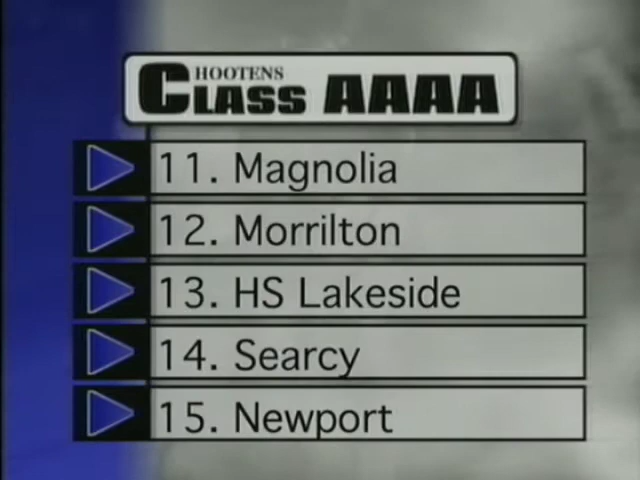 HOOTENS
CLASS AAAA
11. Magnolia
12. Morrilton
13. HS Lakeside
14. Searcy
15. Newport